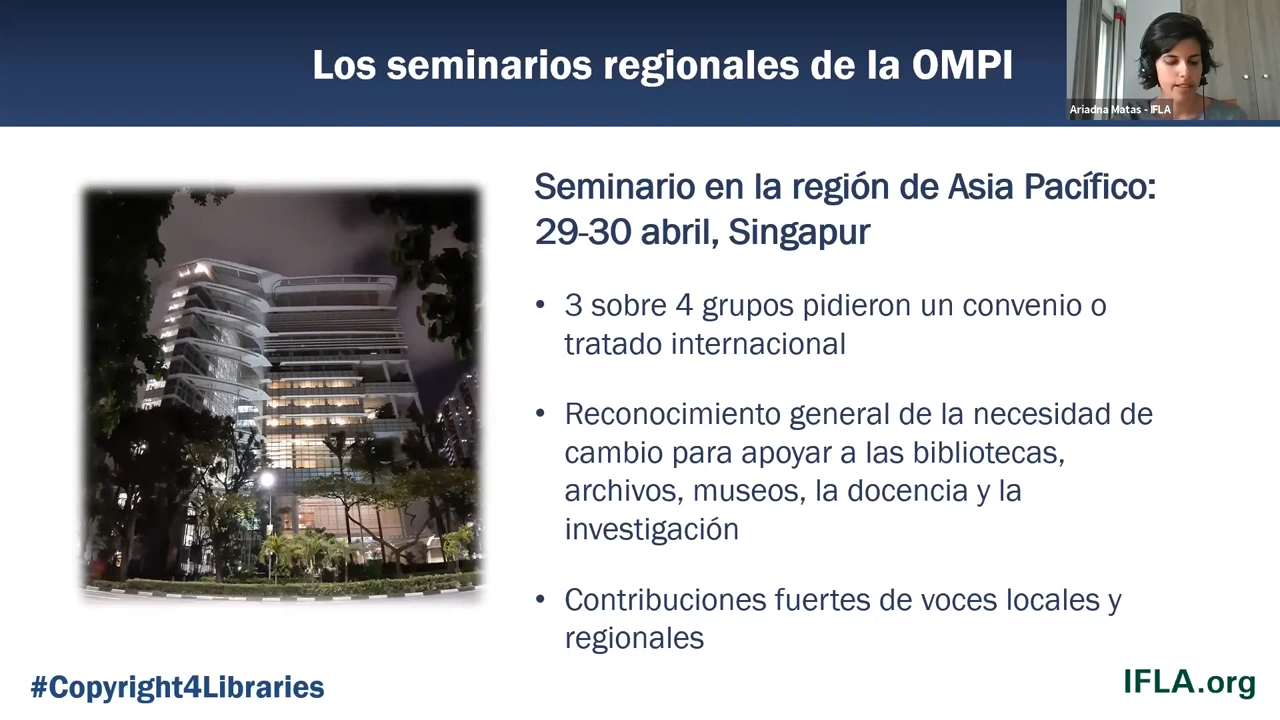 Los seminarios regionales de la OMPI
Ariadna Matas - IFLA
Seminario en la región de Asia Pacífico:
29-30 abril, Singapur
• 3 sobre 4 grupos pidieron un convenio o
tratado internacional
• Reconocimiento general de la necesidad de
cambio para apoyar a las bibliotecas,
archivos, museos, la docencia y la
investigación
• Contribuciones fuertes de voces locales y
regionales
#Copyright4Libraries
IFLA.org